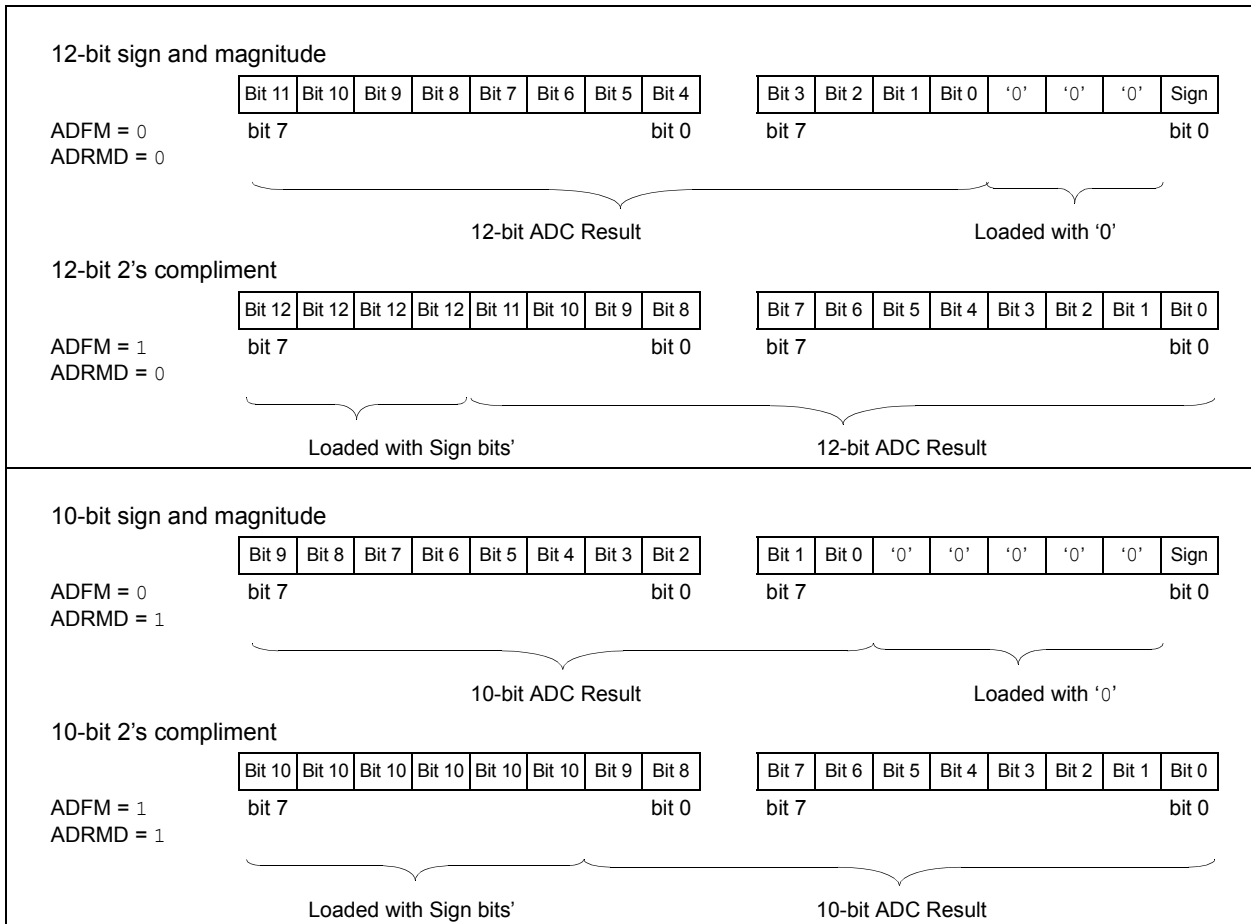 12-bit sign and magnitude
Bit 11 Bit 10 Bit 9 Bit 8 Bit 7 Bit 6 Bit 5 Bit 4 Bit 3 Bit 2 Bit 1 Bit 0 ‘0’ ‘0’ ‘0’ Sign
ADFM = 0 bit 7 bit 0 bit 7 bit 0
ADRMD = 0
12-bit ADC Result Loaded with ‘0’
12-bit 2’s compliment
Bit 12 Bit 12 Bit 12 Bit 12 Bit 11 Bit 10 Bit 9 Bit 8 Bit 7 Bit 6 Bit 5 Bit 4 Bit 3 Bit 2 Bit 1 Bit 0
ADFM = 1 bit 7 bit 0 bit 7 bit 0
ADRMD = 0
Loaded with Sign bits’ 12-bit ADC Result
10-bit sign and magnitude
Bit 9 Bit 8 Bit 7 Bit 6 Bit 5 Bit 4 Bit 3 Bit 2 Bit 1 Bit 0 ‘0’ ‘0’ ‘0’ ‘0’ ‘0’ Sign
ADFM = 0 bit 7 bit 0 bit 7 bit 0
ADRMD = 1
10-bit ADC Result Loaded with ‘0’
10-bit 2’s compliment
Bit 10 Bit 10 Bit 10 Bit 10 Bit 10 Bit 10 Bit 9 Bit 8 Bit 7 Bit 6 Bit 5 Bit 4 Bit 3 Bit 2 Bit 1 Bit 0
ADFM = 1 bit 7 bit 0 bit 7 bit 0
ADRMD = 1
Loaded with Sign bits’ 10-bit ADC Result